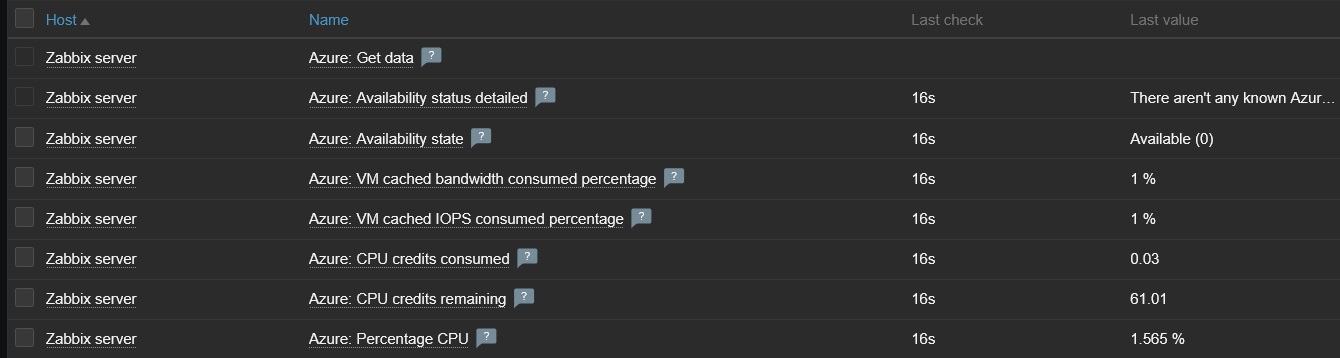 Host Name Last check Last value
Zabbix server Azure: Get data ?
Zabbix server Azure: Availability status detailed ? 16s There aren't any known Azur...
Zabbix server Azure: Availability state ? 16s Available (0)
Zabbix server Azure: VM cached bandwidth consumed percentage ? 16s 1 %
Zabbix server Azure: VM cached IOPS consumed percentage ? 16s 1 %
Zabbix server Azure: CPU credits consumed ? 16s 0.03
Zabbix server Azure: CPU credits remaining ? 16s 61.01
Zabbix server Azure: Percentage CPU ? 16s 1.565 %